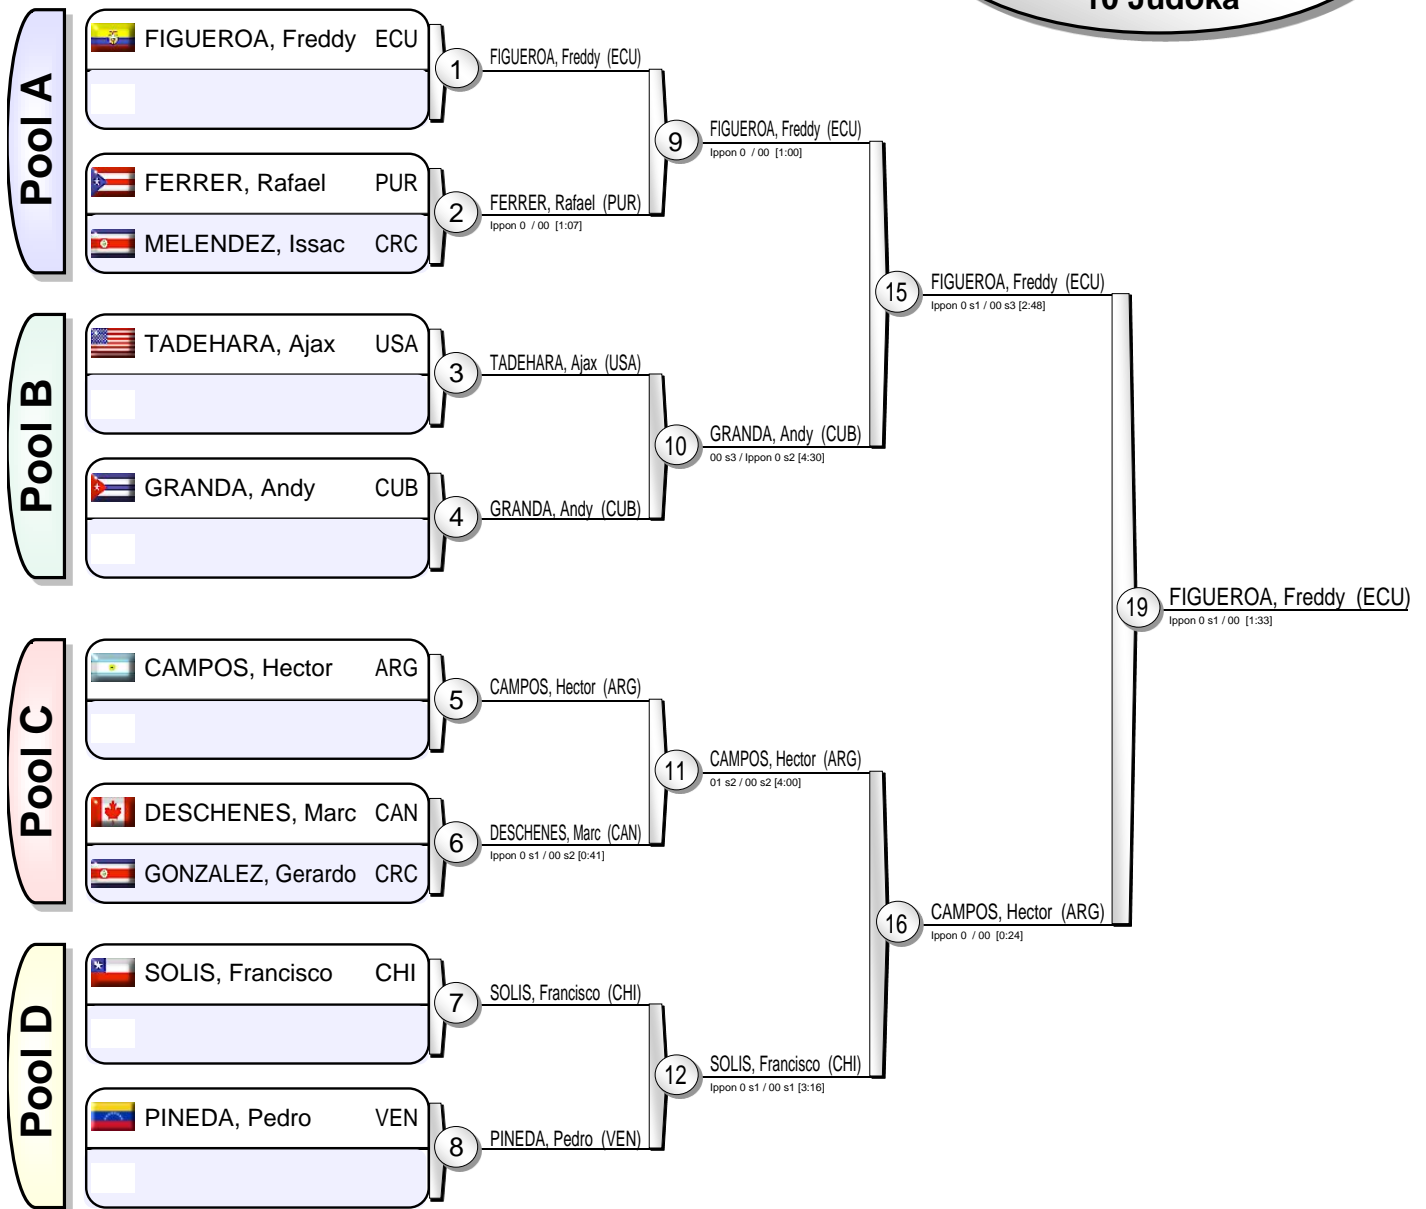 10 Judoka
Pool A
FIGUEROA, Freddy ECU
FERRER, Rafael PUR
MELENDEZ, Issac CRC
Pool B
TADEHARA, Ajax USA
GRANDA, Andy CUB
Pool C
CAMPOS, Hector ARG
DESCHENES, Marc CAN
GONZALEZ, Gerardo CRC
Pool D
SOLIS, Francisco CHI
PINEDA, Pedro VEN
1
FIGUEROA, Freddy (ECU)
2
FERRER, Rafael (PUR)
Ippon 0 / 00 [1:07]
3
TADEHARA, Ajax (USA)
4
GRANDA, Andy (CUB)
5
CAMPOS, Hector (ARG)
6
DESCHENES, Marc (CAN)
Ippon 0 s1 / 00 s2 [0:41]
7
SOLIS, Francisco (CHI)
8
PINEDA, Pedro (VEN)
9
FIGUEROA, Freddy (ECU)
Ippon 0 / 00 [1:00]
10
GRANDA, Andy (CUB)
00 s3 / Ippon 0 s2 [4:30]
11
CAMPOS, Hector (ARG)
01 s2 / 00 s2 [4:00]
12
SOLIS, Francisco (CHI)
Ippon 0 s1 / 00 s1 [3:16]
15
FIGUEROA, Freddy (ECU)
Ippon 0 s1 / 00 s3 [2:48]
16
CAMPOS, Hector (ARG)
Ippon 0 / 00 [0:24]
19
FIGUEROA, Freddy (ECU)
Ippon 0 s1 / 00 [1:33]